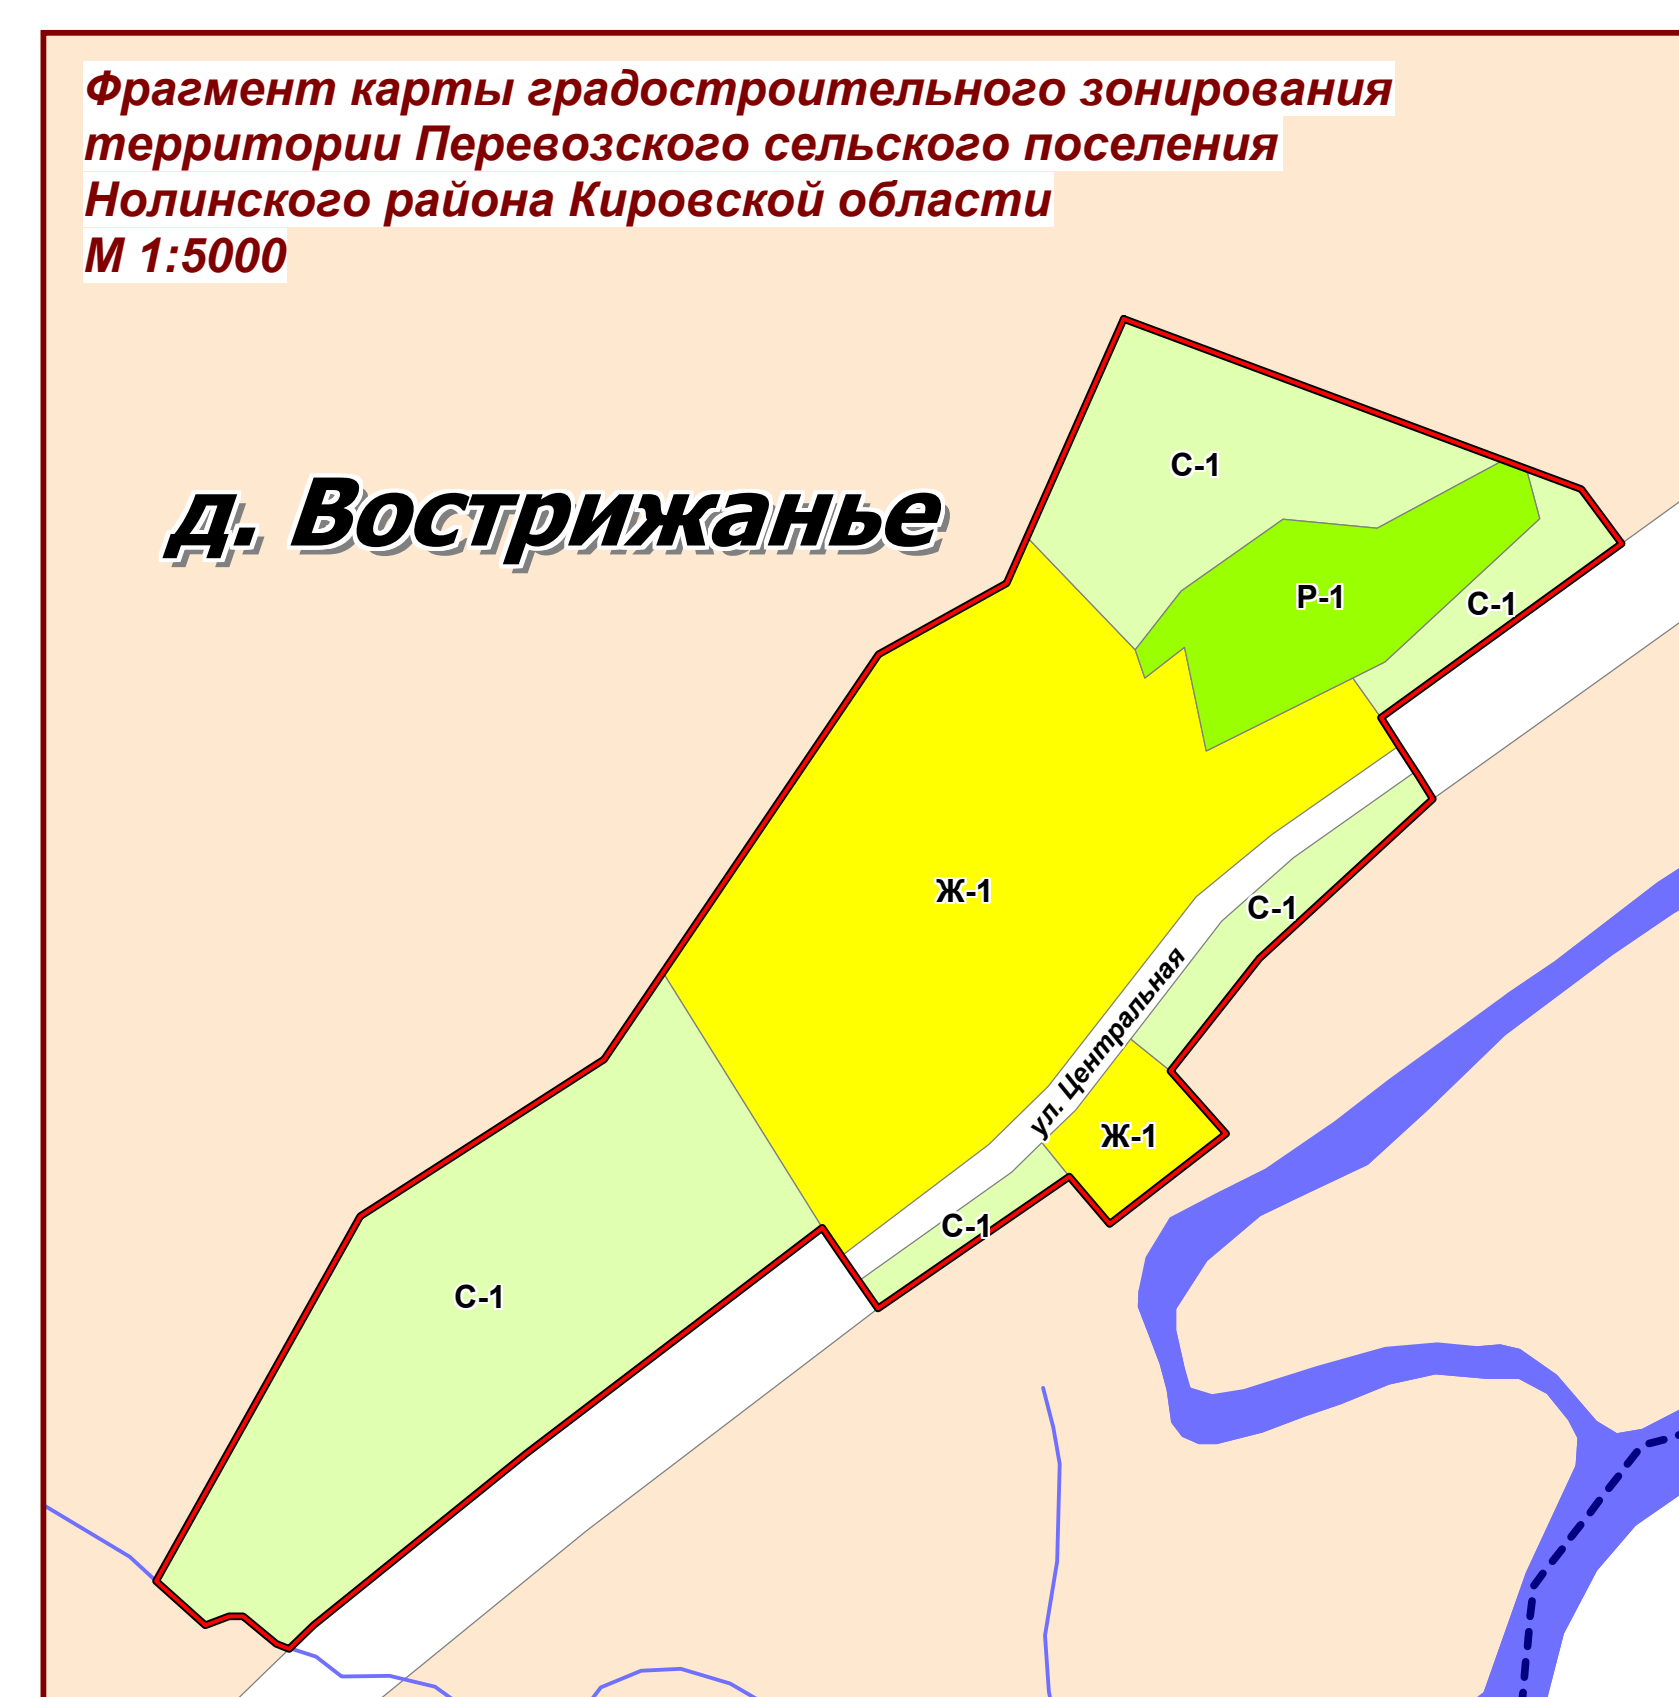 Фрагмент карты градостроительного зонирования
территории Перевозского сельского поселения
Нолинского района Кировской области
М 1:5000
С-1
д. Вострижанье
Р-1
С-1
Ж-1
С-1
ул. Центральная
Ж-1
С-1
С-1